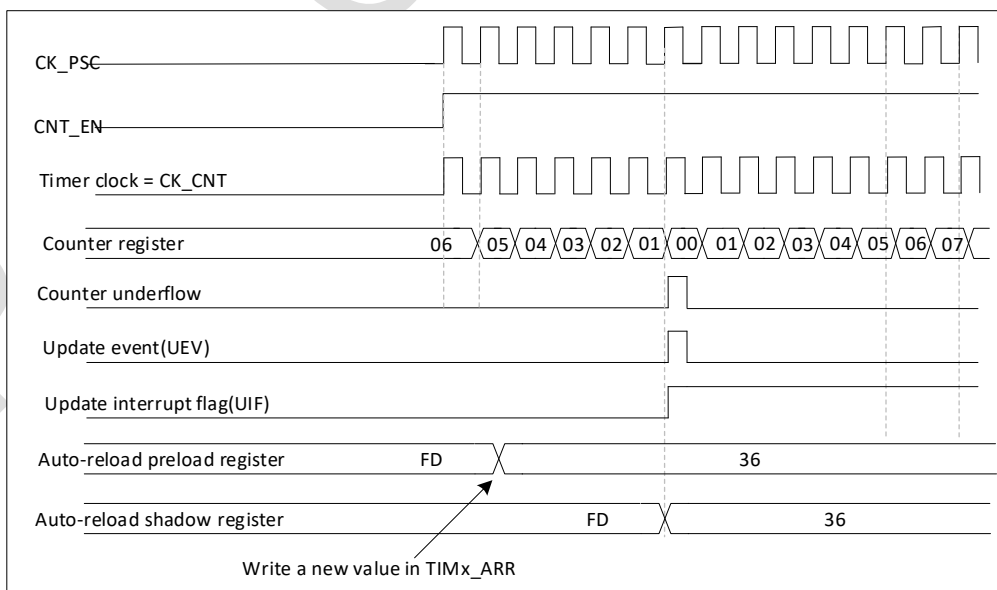 CK_PSC
CNT_EN
Timer clock = CK_CNT
Counter register 06 05 04 03 02 01 00 01 02 03 04 05 06 07
Counter underflow
Update event(UEV)
Update interrupt flag(UIF)
Auto-reload preload register FD 36
Auto-reload shadow register FD 36
Write a new value in TIMx_ARR